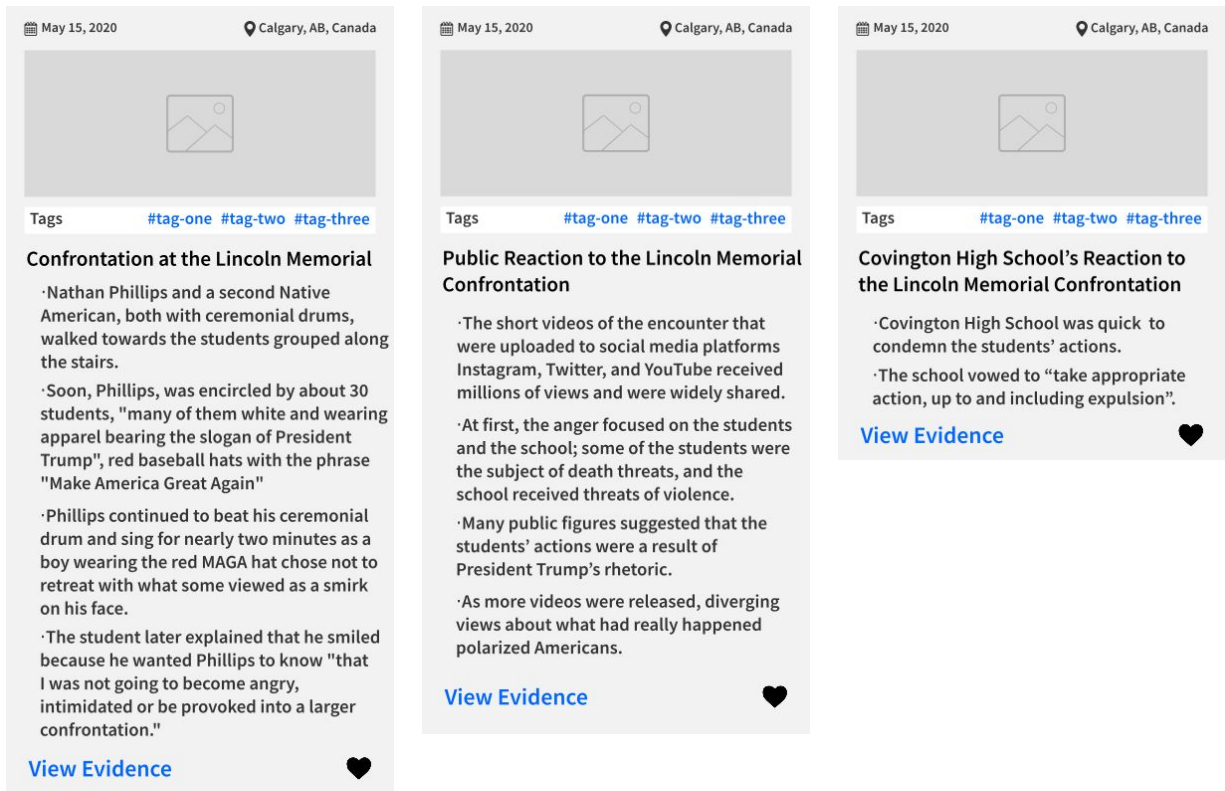 May 15, 2020
Calgary, AB, Canada
Tags
#tag-one #tag-two #tag-three
Confrontation at the Lincoln Memorial
·Nathan Phillips and a second Native
American, both with ceremonial drums,
walked towards the students grouped along
the stairs.
·Soon, Phillips, was encircled by about 30
students, "many of them white and wearing
apparel bearing the slogan of President
Trump", red baseball hats with the phrase
"Make America Great Again"
·Phillips continued to beat his ceremonial
drum and sing for nearly two minutes as a
boy wearing the red MAGA hat chose not to
retreat with what some viewed as a smirk
on his face.
·The student later explained that he smiled
because he wanted Phillips to know "that
I was not going to become angry,
intimidated or be provoked into a larger
confrontation."
View Evidence
May 15, 2020
Calgary, AB, Canada
Tags
#tag-one #tag-two #tag-three
Public Reaction to the Lincoln Memorial
Confrontation
·The short videos of the encounter that
were uploaded to social media platforms
Instagram, Twitter, and YouTube received
millions of views and were widely shared.
·At first, the anger focused on the students
and the school; some of the students were
the subject of death threats, and the
school received threats of violence.
·Many public figures suggested that the
students’ actions were a result of
President Trump’s rhetoric.
·As more videos were released, diverging
views about what had really happened
polarized Americans.
View Evidence
May 15, 2020
Calgary, AB, Canada
Tags
#tag-one #tag-two #tag-three
Covington High School’s Reaction to
the Lincoln Memorial Confrontation
·Covington High School was quick to
condemn the students’ actions.
·The school vowed to “take appropriate
action, up to and including expulsion”.
View Evidence